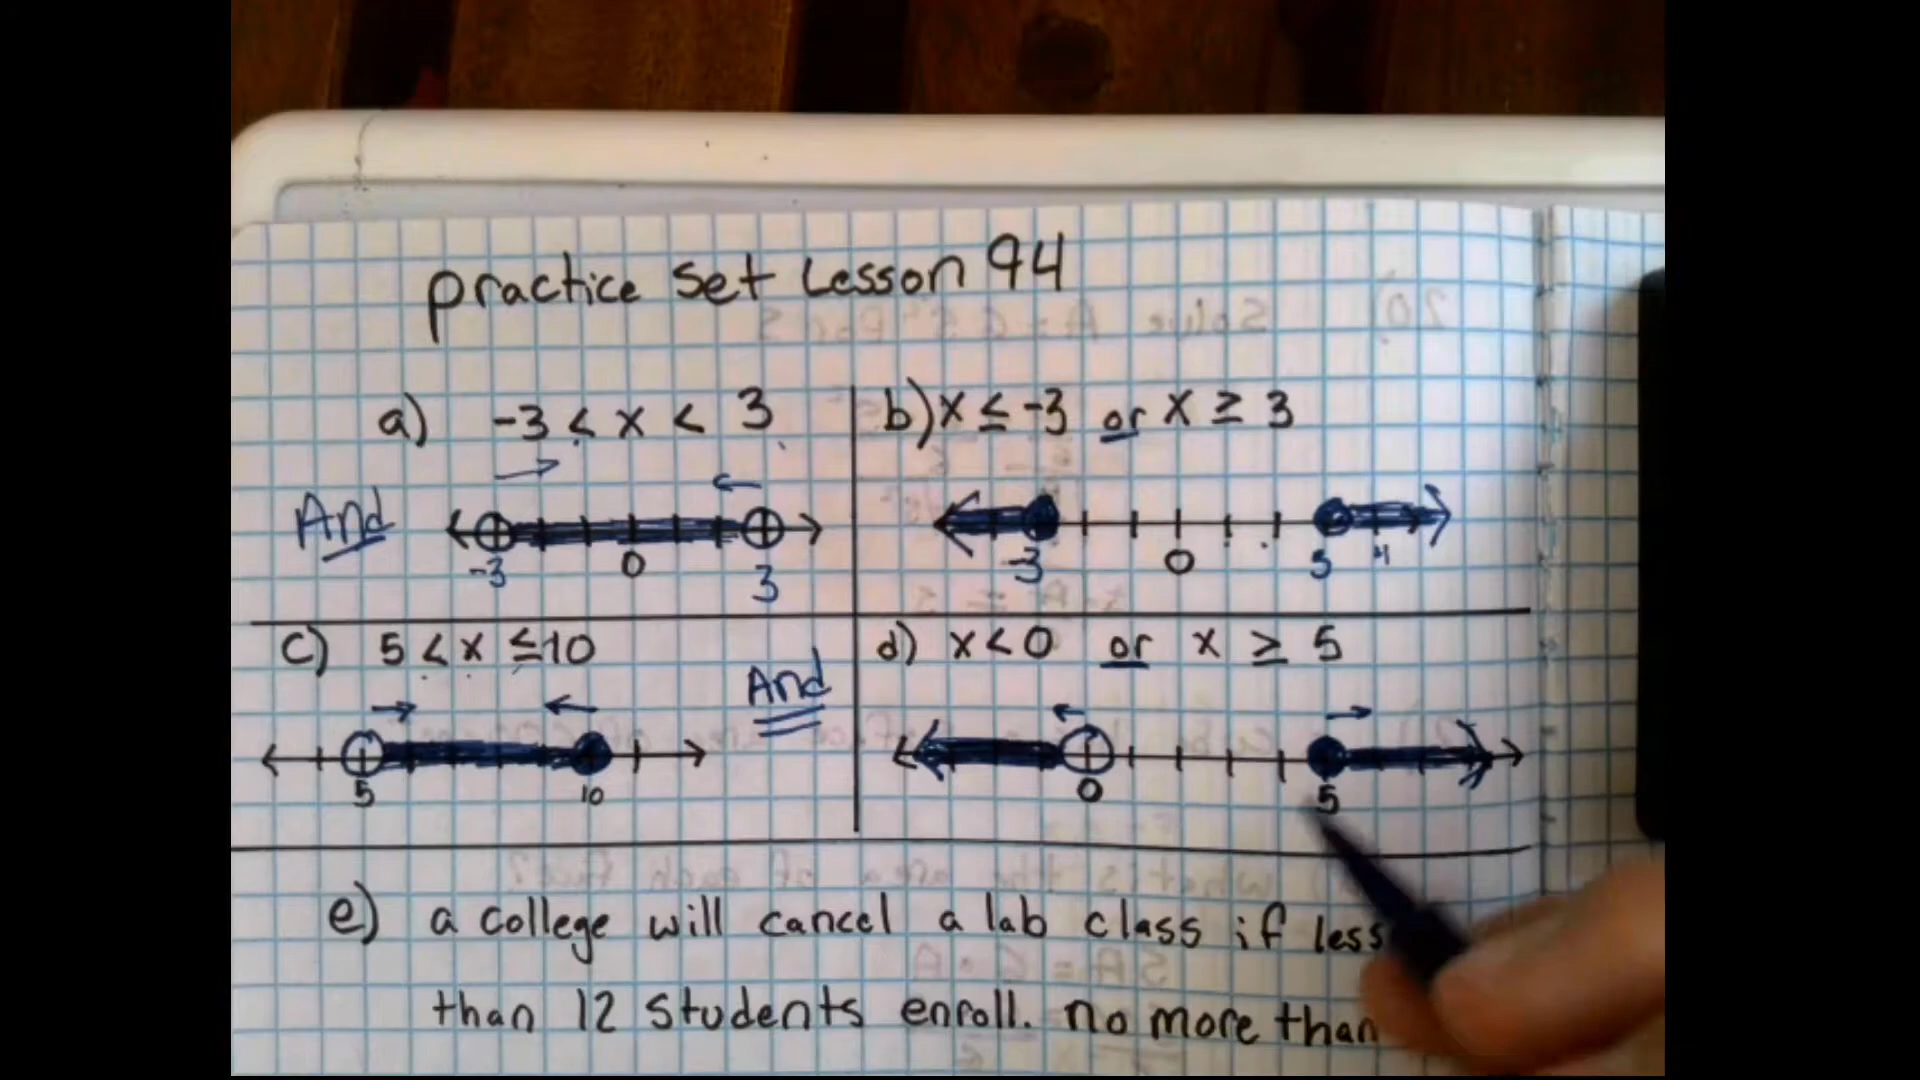 practice set Lesson 94
a) -3 < x < 3
And
-3 0 3
b) x ≤ -3 or x ≥ 3
-3 0 3 4
c) 5 < x ≤ 10
And
5 10
d) x < 0 or x ≥ 5
0 5
e) a college will cancel a lab class if less
than 12 students enroll. no more than